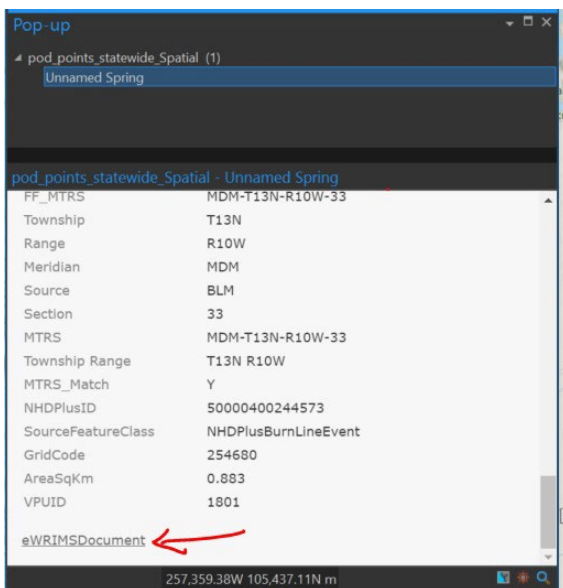 Pop-up
pod_points_statewide_Spatial (1)
Unnamed Spring
pod_points_statewide_Spatial - Unnamed Spring
FF_MTRS MDM-T13N-R10W-33
Township T13N
Range R10W
Meridian MDM
Source BLM
Section 33
MTRS MDM-T13N-R10W-33
Township Range T13N R10W
MTRS_Match Y
NHDPlusID 50000400244573
SourceFeatureClass NHDPlusBurnLineEvent
GridCode 254680
AreaSqKm 0.883
VPUID 1801
eWRIMSDocument
257,359.38W 105,437.11N m